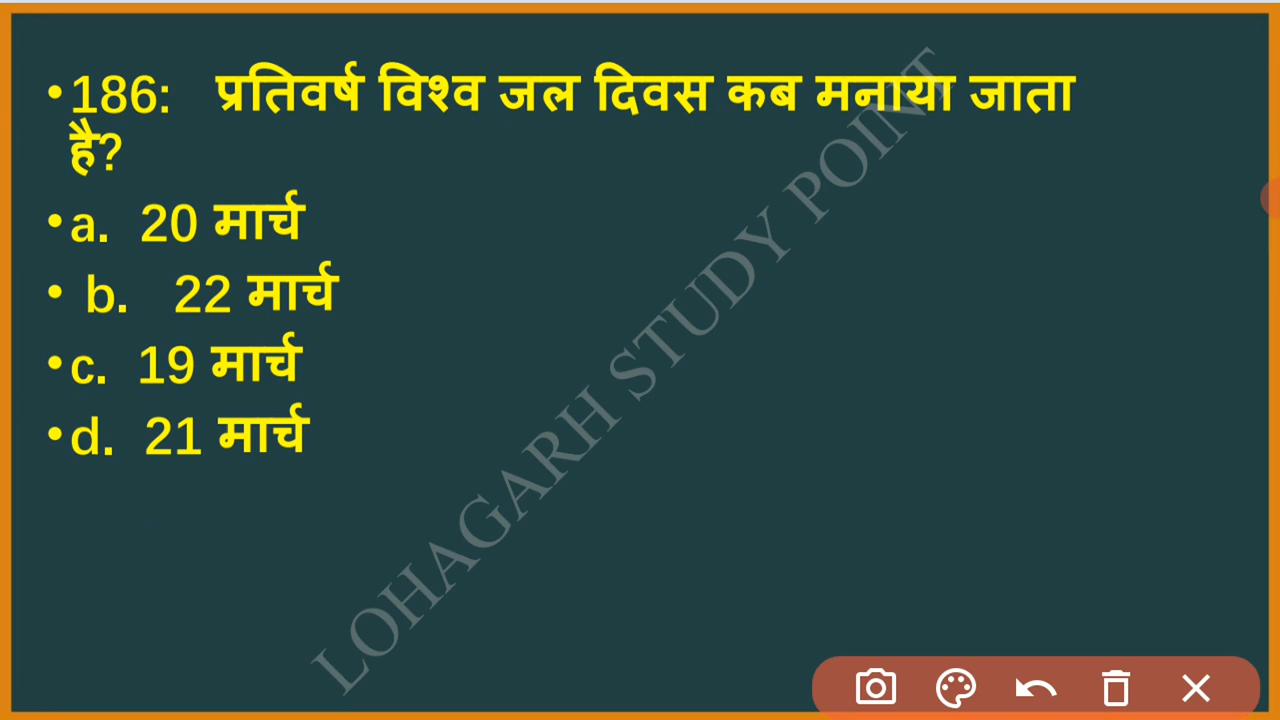 •186: प्रतिवर्ष विश्व जल दिवस कब मनाया जाता
है?
•a. 20 मार्च
• b. 22 मार्च
•c. 19 मार्च
•d. 21 मार्च
LOHAGARH STUDY POINT